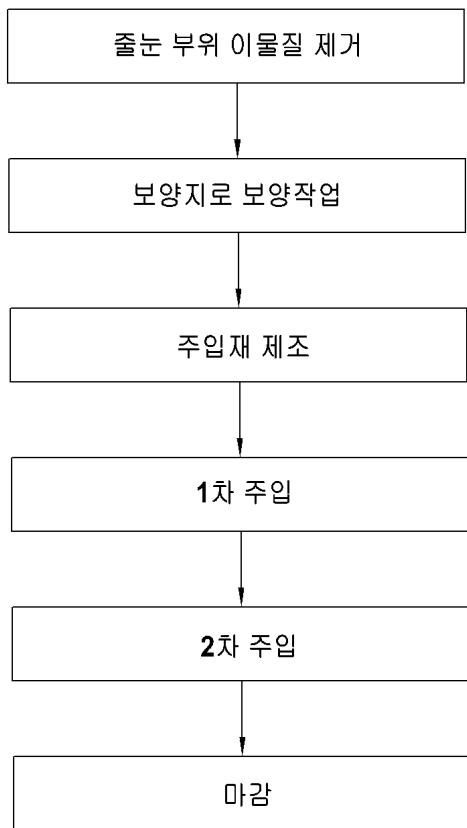 줄눈 부위 이물질 제거
보양지로 보양작업
주입재 제조
1차 주입
2차 주입
마감